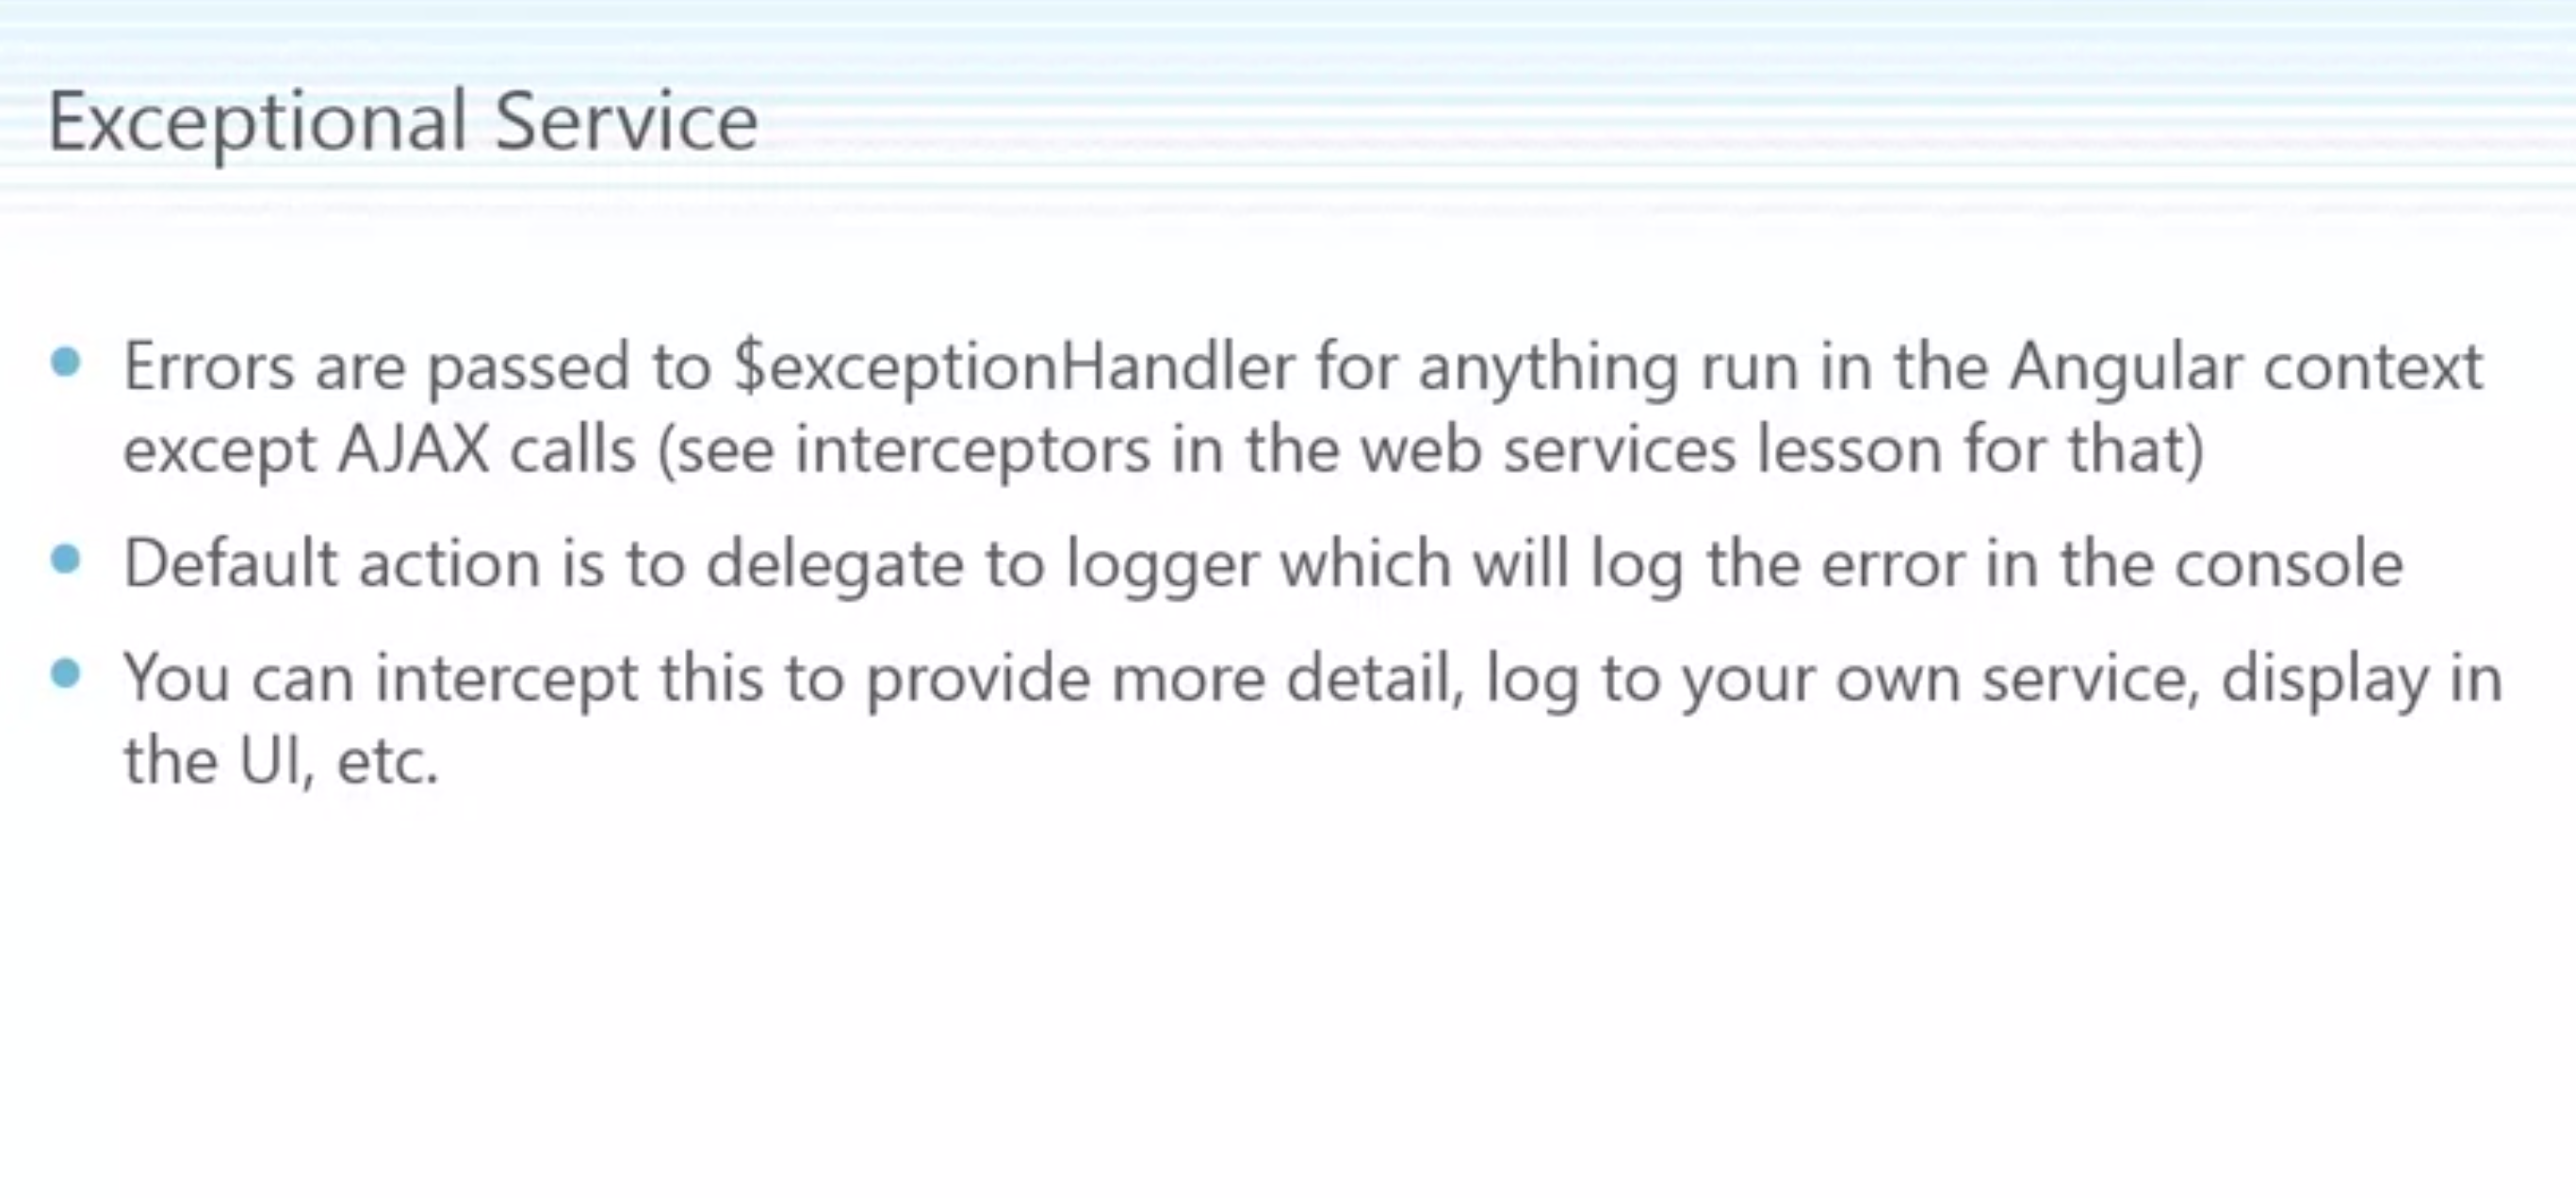 Exceptional Service
Errors are passed to $exceptionHandler for anything run in the Angular context
except AJAX calls (see interceptors in the web services lesson for that)
Default action is to delegate to logger which will log the error in the console
You can intercept this to provide more detail, log to your own service, display in
the UI, etc.